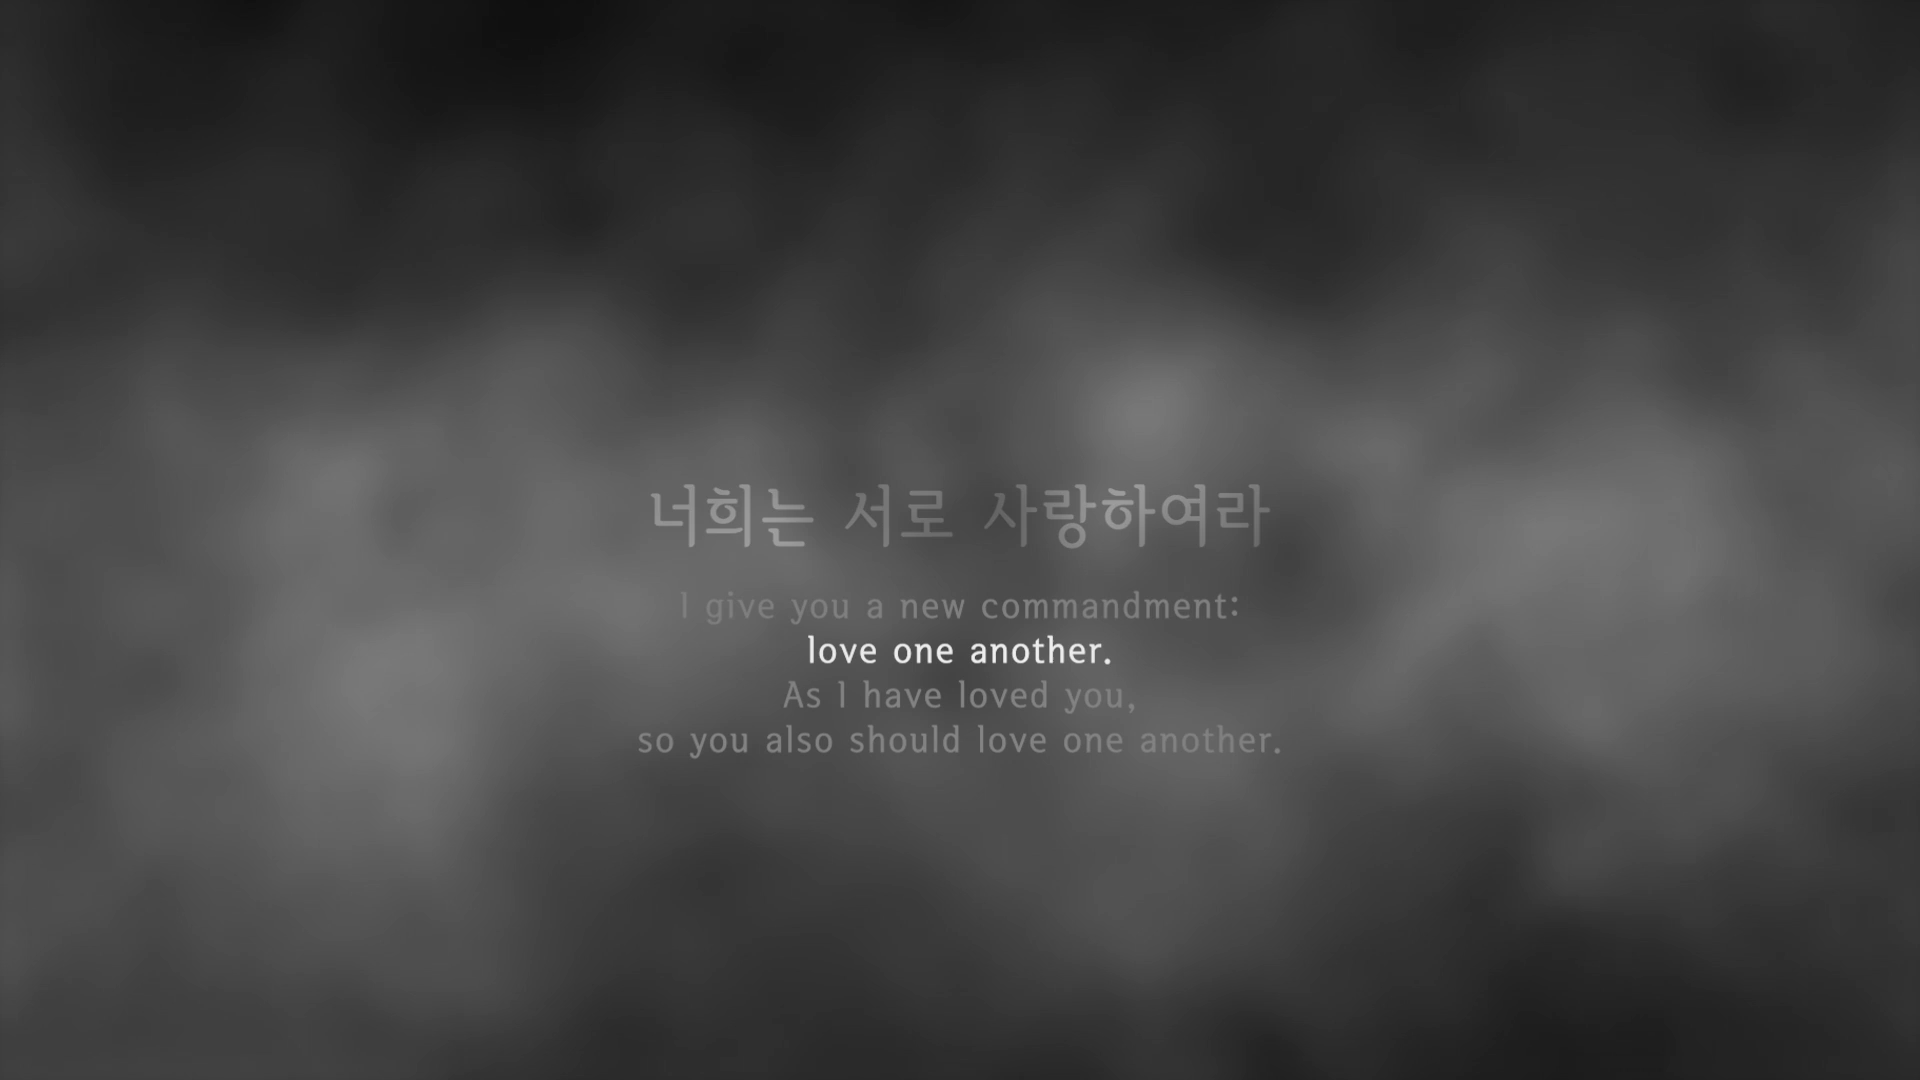 너희는 서로 사랑하여라
I give you a new commandment:
love one another.
As I have loved you,
so you also should love one another.